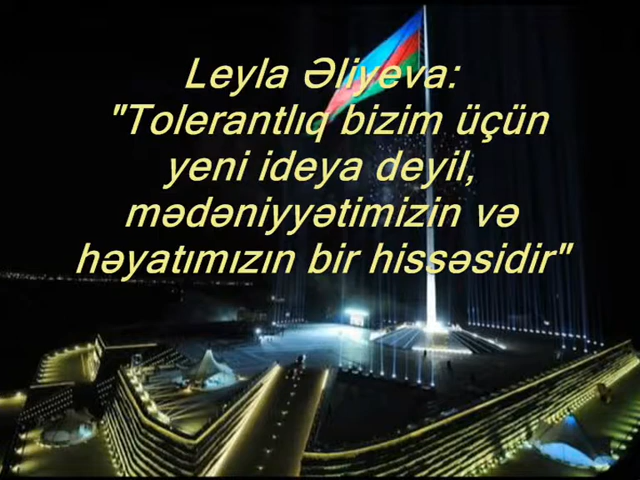 Leyla Əliyeva:
"Tolerantlıq bizim üçün
yeni ideya deyil,
mədəniyyətimizin və
həyatımızın bir hissəsidir"